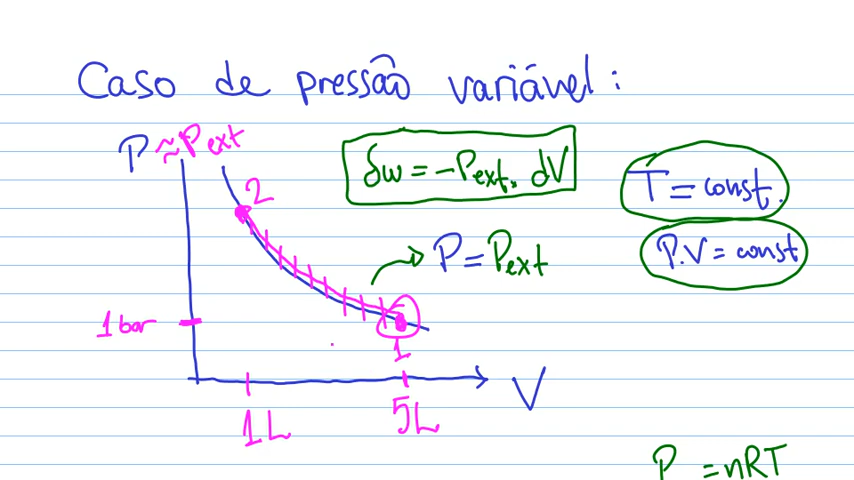 Caso de pressão variável:
P ≈ Pext
2
δw = -Pext. dV
T = const.
P.V = const
P = Pext
1 bar
1
1L
5L
V
P = nRT